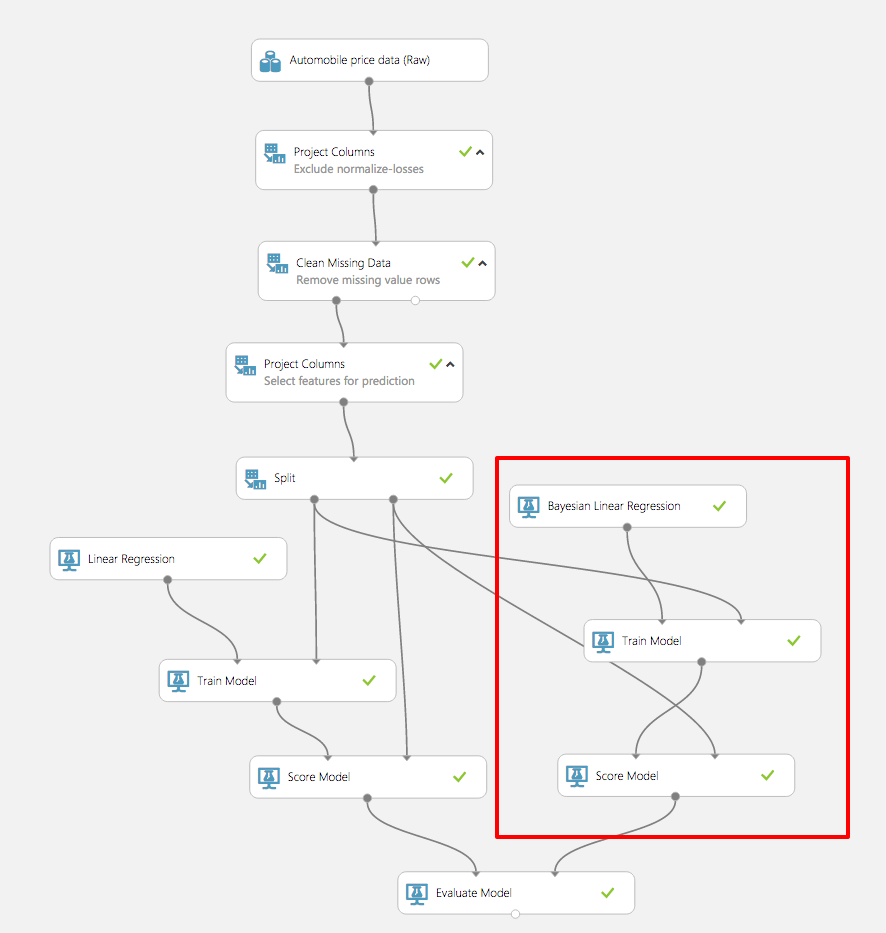 Automobile price data (Raw)
Project Columns
Exclude normalize-losses
Clean Missing Data
Remove missing value rows
Project Columns
Select features for prediction
Split
Bayesian Linear Regression
Linear Regression
Train Model
Train Model
Score Model
Score Model
Evaluate Model